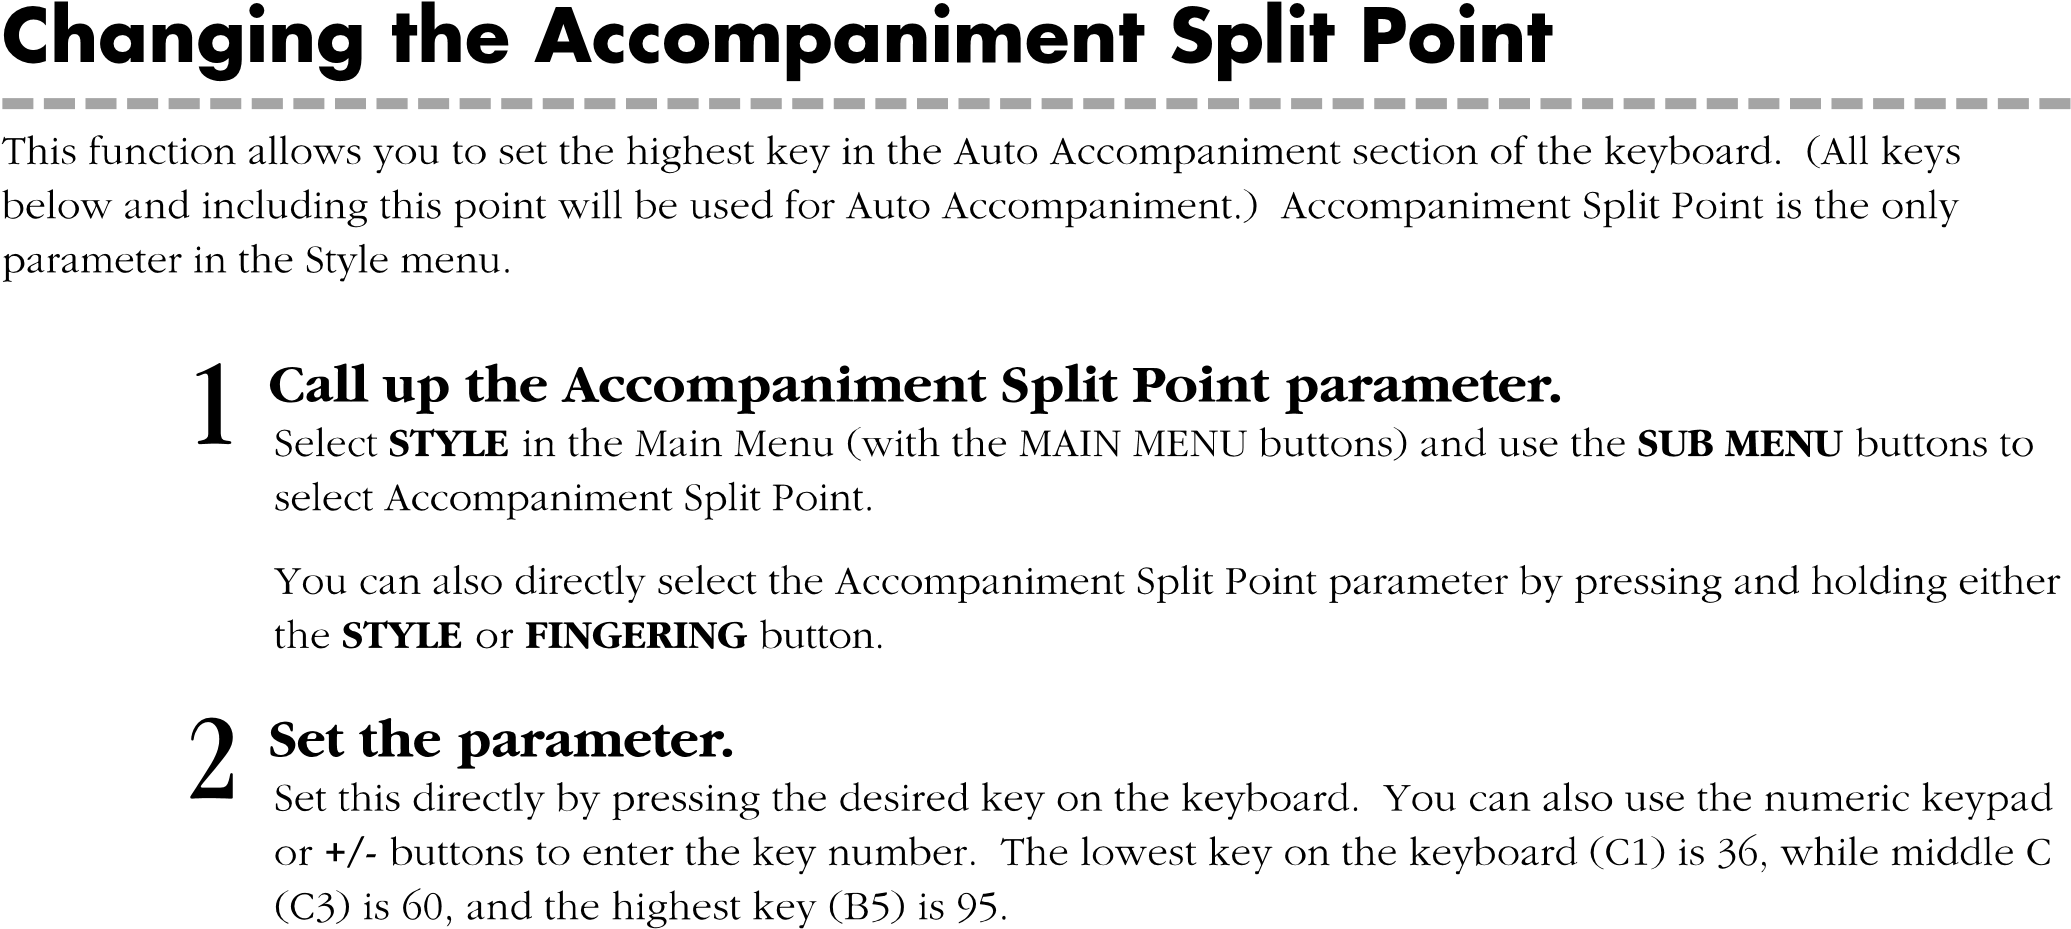 Changing the Accompaniment Split Point
This function allows you to set the highest key in the Auto Accompaniment section of the keyboard.  (All keys
below and including this point will be used for Auto Accompaniment.)  Accompaniment Split Point is the only
parameter in the Style menu.
1 Call up the Accompaniment Split Point parameter.
Select STYLE in the Main Menu (with the MAIN MENU buttons) and use the SUB MENU buttons to
select Accompaniment Split Point.
You can also directly select the Accompaniment Split Point parameter by pressing and holding either
the STYLE or FINGERING button.
2 Set the parameter.
Set this directly by pressing the desired key on the keyboard.  You can also use the numeric keypad
or +/- buttons to enter the key number.  The lowest key on the keyboard (C1) is 36, while middle C
(C3) is 60, and the highest key (B5) is 95.